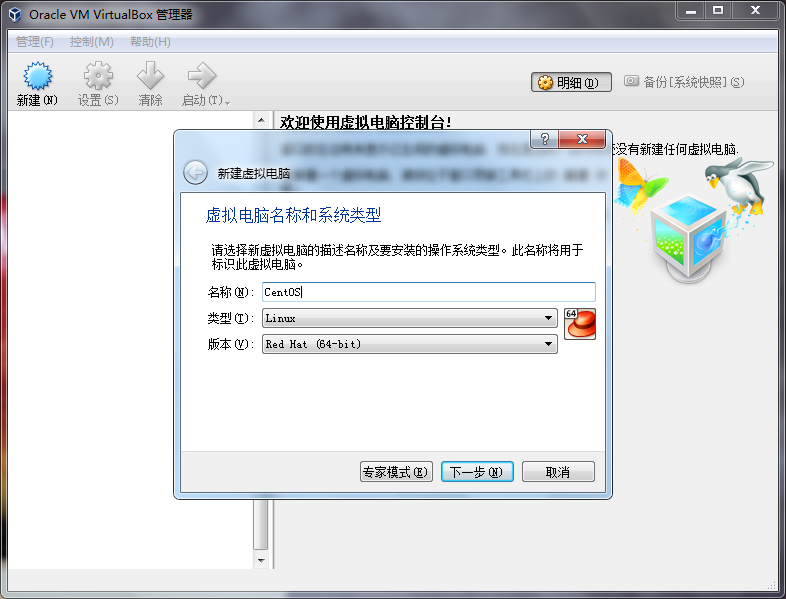 Oracle VM VirtualBox 管理器
管理(F) 控制(M) 帮助(H)
新建(N) 设置(S) 清除 启动(T)
明细(D) 备份[系统快照](S)
欢迎使用虚拟电脑控制台!
没有新建任何虚拟电脑.
新建虚拟电脑
虚拟电脑名称和系统类型
请选择新虚拟电脑的描述名称及要安装的操作系统类型。此名称将用于
标识此虚拟电脑。
名称(N): CentOS
类型(T): Linux
64
版本(V): Red Hat (64-bit)
专家模式(E) 下一步(N) 取消